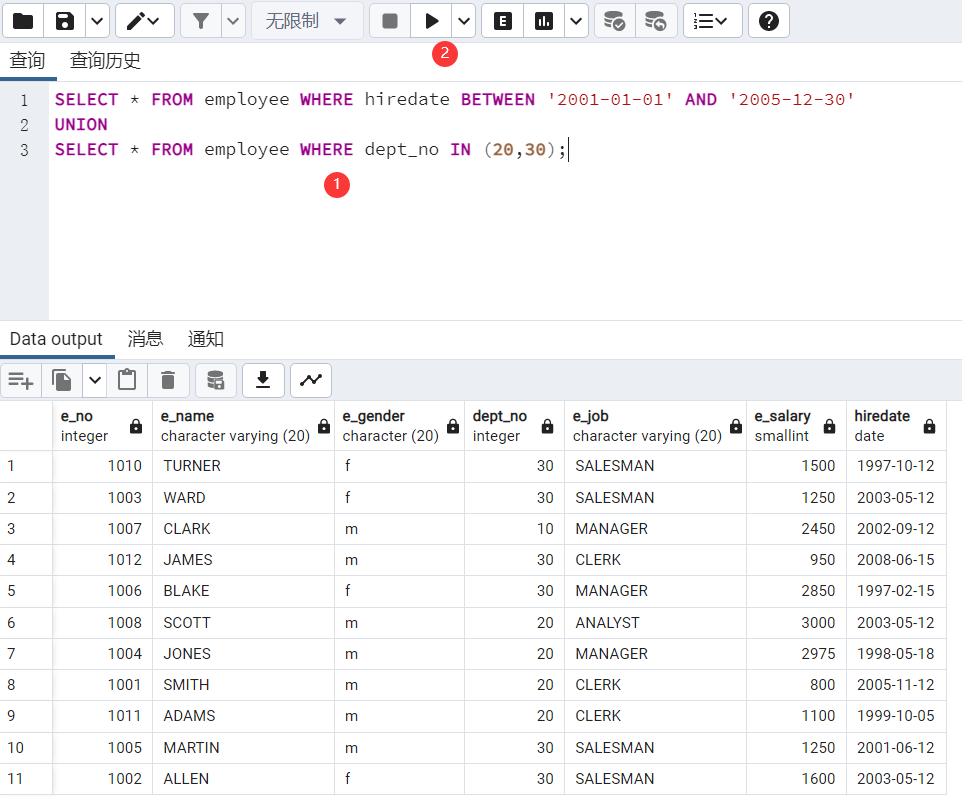 无限制
E
?
2
查询 查询历史
1 SELECT * FROM employee WHERE hiredate BETWEEN '2001-01-01' AND '2005-12-30'
2 UNION
3 SELECT * FROM employee WHERE dept_no IN (20,30);
1
Data output 消息 通知
e_no e_name e_gender dept_no e_job e_salary hiredate
integer character varying (20) character (20) integer character varying (20) smallint date
1 1010 TURNER f 30 SALESMAN 1500 1997-10-12
2 1003 WARD f 30 SALESMAN 1250 2003-05-12
3 1007 CLARK m 10 MANAGER 2450 2002-09-12
4 1012 JAMES m 30 CLERK 950 2008-06-15
5 1006 BLAKE f 30 MANAGER 2850 1997-02-15
6 1008 SCOTT m 20 ANALYST 3000 2003-05-12
7 1004 JONES m 20 MANAGER 2975 1998-05-18
8 1001 SMITH m 20 CLERK 800 2005-11-12
9 1011 ADAMS m 20 CLERK 1100 1999-10-05
10 1005 MARTIN m 30 SALESMAN 1250 2001-06-12
11 1002 ALLEN f 30 SALESMAN 1600 2003-05-12